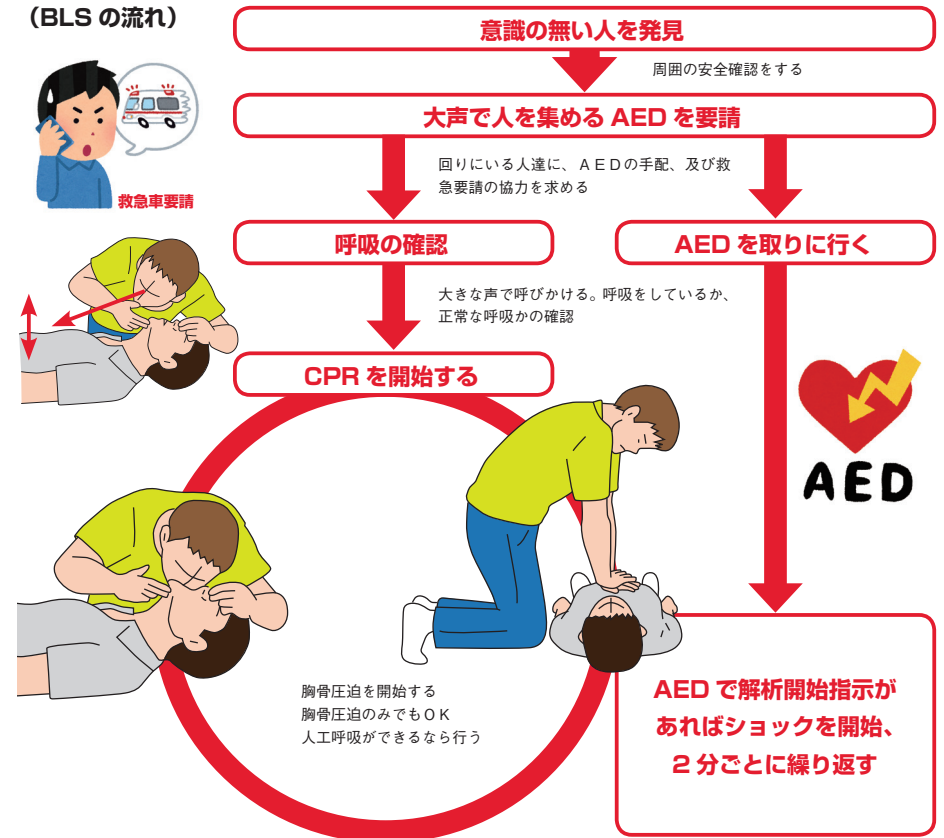 （BLS の流れ）
意識の無い人を発見
周囲の安全確認をする
大声で人を集める AED を要請
回りにいる人達に、ＡＥＤの手配、及び救
急要請の協力を求める
救急車要請
呼吸の確認
AED を取りに行く
大きな声で呼びかける。呼吸をしているか、
正常な呼吸かの確認
CPR を開始する
AED
胸骨圧迫を開始する
胸骨圧迫のみでもＯＫ
人工呼吸ができるなら行う
AED で解析開始指示が
あればショックを開始、
2 分ごとに繰り返す